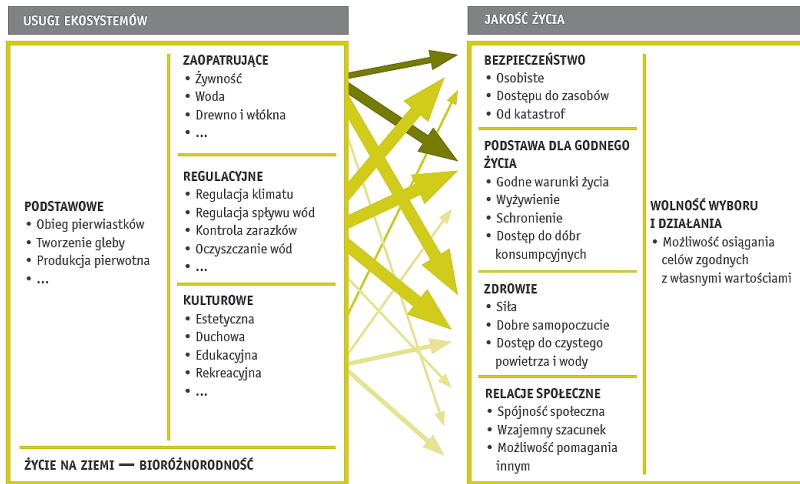 USŁUGI EKOSYSTEMÓW
PODSTAWOWE
• Obieg pierwiastków
• Tworzenie gleby
• Produkcja pierwotna
• ...
ZAOPATRUJĄCE
• Żywność
• Woda
• Drewno i włókna
• ...
REGULACYJNE
• Regulacja klimatu
• Regulacja spływu wód
• Kontrola zarazków
• Oczyszczanie wód
• ...
KULTUROWE
• Estetyczna
• Duchowa
• Edukacyjna
• Rekreacyjna
• ...
ŻYCIE NA ZIEMI — BIORÓŻNORODNOŚĆ
JAKOŚĆ ŻYCIA
BEZPIECZEŃSTWO
• Osobiste
• Dostępu do zasobów
• Od katastrof
PODSTAWA DLA GODNEGO
ŻYCIA
• Godne warunki życia
• Wyżywienie
• Schronienie
• Dostęp do dóbr
konsumpcyjnych
ZDROWIE
• Siła
• Dobre samopoczucie
• Dostęp do czystego
powietrza i wody
RELACJE SPOŁECZNE
• Spójność społeczna
• Wzajemny szacunek
• Możliwość pomagania
innym
WOLNOŚĆ WYBORU
I DZIAŁANIA
• Możliwość osiągania
celów zgodnych
z własnymi wartościami